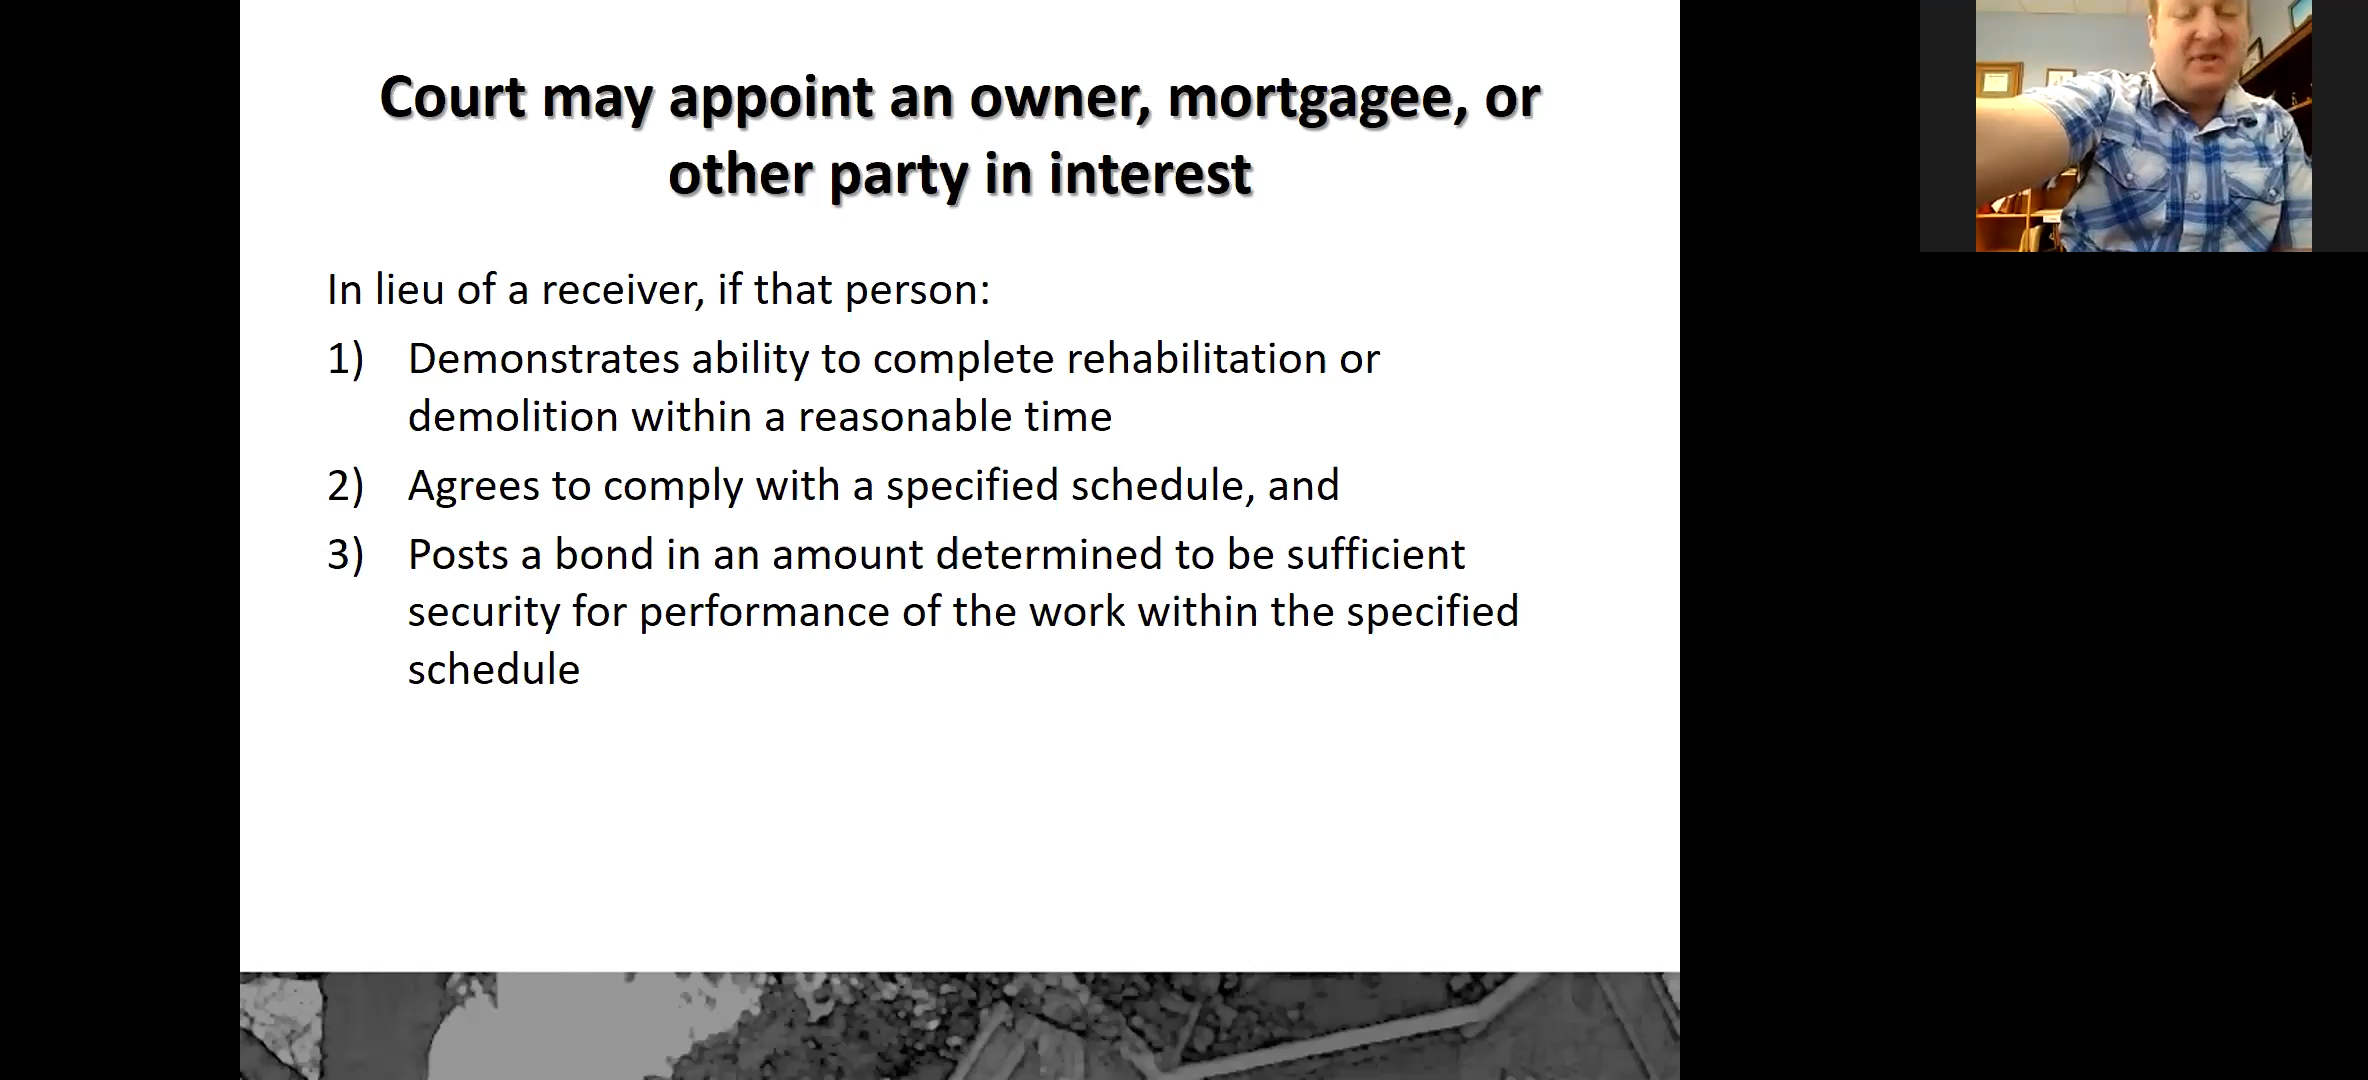 Court may appoint an owner, mortgagee, or
other party in interest
In lieu of a receiver, if that person:
1) Demonstrates ability to complete rehabilitation or
demolition within a reasonable time
2) Agrees to comply with a specified schedule, and
3) Posts a bond in an amount determined to be sufficient
security for performance of the work within the specified
schedule